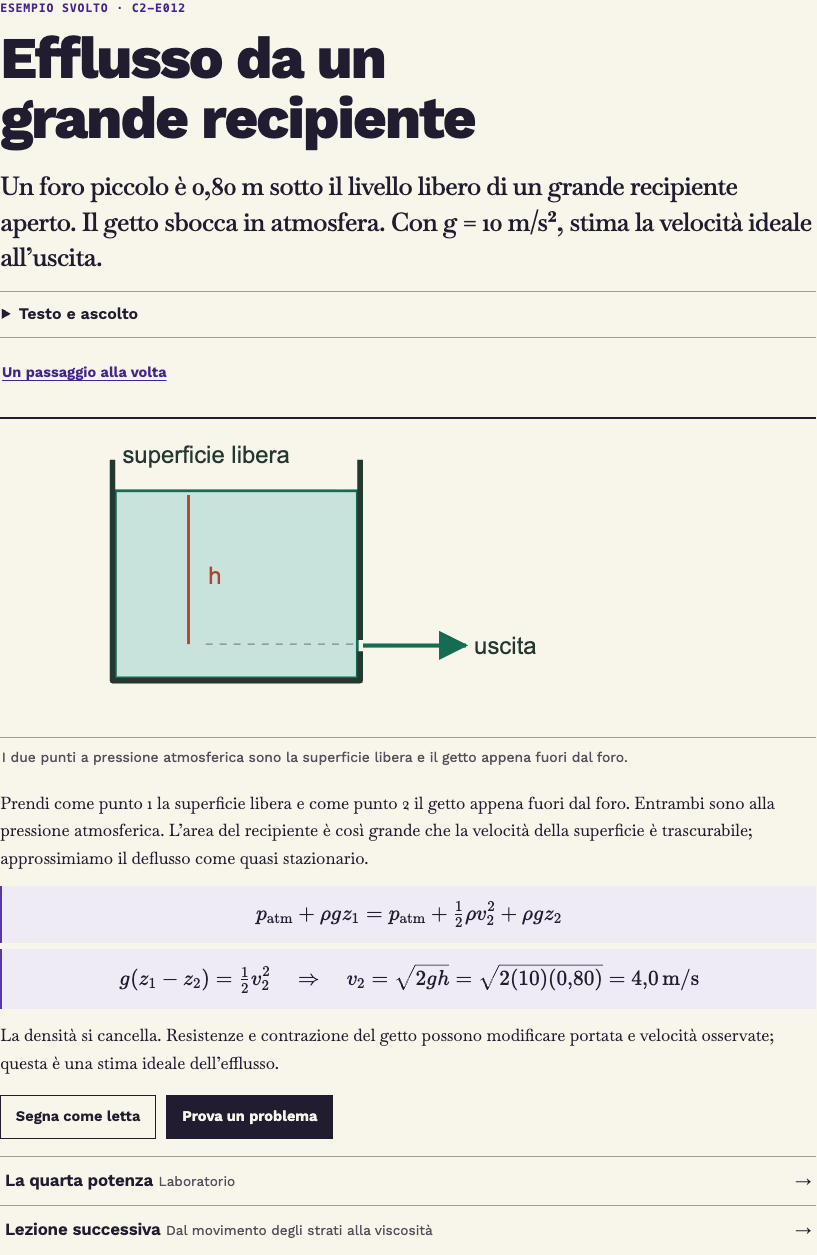 ESEMPIO SVOLTO · C2–E012
Efflusso da un
grande recipiente
Un foro piccolo è 0,80 m sotto il livello libero di un grande recipiente
aperto. Il getto sbocca in atmosfera. Con g = 10 m/s², stima la velocità ideale
all’uscita.
▶ Testo e ascolto
Un passaggio alla volta
superficie libera
h
uscita
I due punti a pressione atmosferica sono la superficie libera e il getto appena fuori dal foro.
Prendi come punto 1 la superficie libera e come punto 2 il getto appena fuori dal foro. Entrambi sono alla
pressione atmosferica. L’area del recipiente è così grande che la velocità della superficie è trascurabile;
approssimiamo il deflusso come quasi stazionario.
p_atm + ρgz₁ = p_atm + ½ρv₂² + ρgz₂
g(z₁ − z₂) = ½v₂² ⇒ v₂ = √(2gh) = √(2(10)(0,80)) = 4,0 m/s
La densità si cancella. Resistenze e contrazione del getto possono modificare portata e velocità osservate;
questa è una stima ideale dell’efflusso.
Segna come letta
Prova un problema
La quarta potenza Laboratorio →
Lezione successiva Dal movimento degli strati alla viscosità →